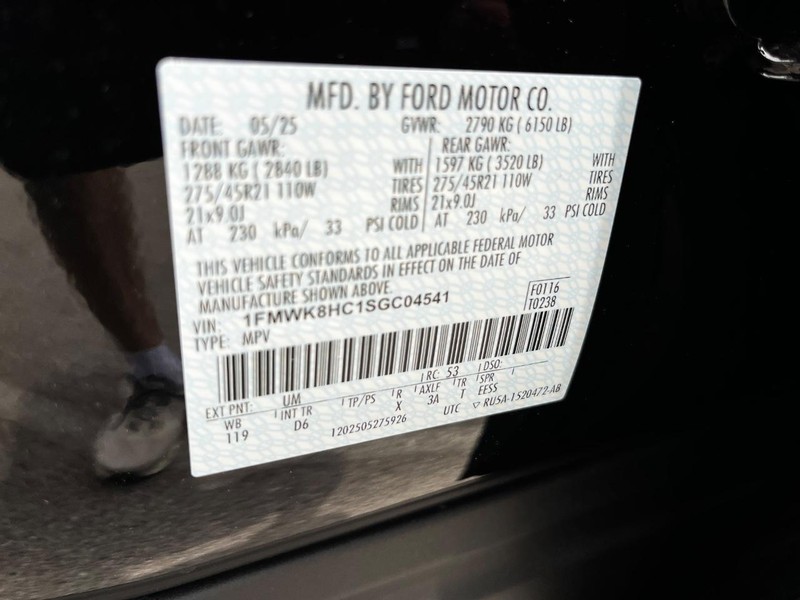 MFD. BY FORD MOTOR CO.
DATE: 05/25 GVWR: 2790 KG ( 6150 LB)
FRONT GAWR: REAR GAWR:
1288 KG ( 2840 LB) WITH 1597 KG ( 3520 LB) WITH
275/45R21 110W TIRES 275/45R21 110W TIRES
21x9.0J RIMS 21x9.0J RIMS
AT 230 kPa/ 33 PSI COLD AT 230 kPa/ 33 PSI COLD
THIS VEHICLE CONFORMS TO ALL APPLICABLE FEDERAL MOTOR
VEHICLE SAFETY STANDARDS IN EFFECT ON THE DATE OF
MANUFACTURE SHOWN ABOVE.
VIN: 1FMWK8HC1SGC04541 F0116
TYPE: MPV T0238
EXT PNT: UM RC: 53 DSO:
WB INT TR TP/PS R AXLE TR SPR
119 D6 X 3A T EESS
1202505275926 UTC ▽ RU5A-1520472-AB